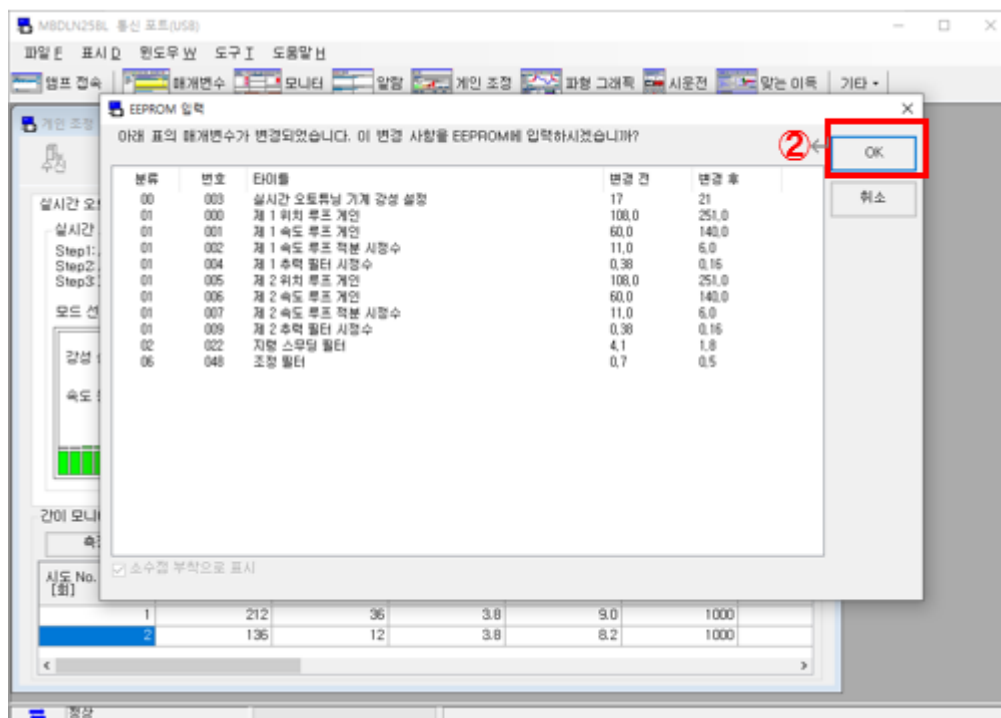 MBDLN25BL 통신 포트(USB)
파일 F 표시 D 윈도우 W 도구 T 도움말 H
앰프 접속 매개변수 모니터 알람 게인 조정 파형 그래픽 시운전 맞는 이득 기타
게인 조정
EEPROM 입력
아래 표의 매개변수가 변경되었습니다. 이 변경 사항을 EEPROM에 입력하시겠습니까?
②
OK
취소
수신
분류 번호 타이틀 변경 전 변경 후
00 003 실시간 오토튜닝 기계 강성 설정 17 21
01 000 제 1 위치 루프 게인 108,0 251,0
01 001 제 1 속도 루프 게인 60,0 140,0
01 002 제 1 속도 루프 적분 시정수 11,0 6,0
01 004 제 1 추력 필터 시정수 0,38 0,16
01 005 제 2 위치 루프 게인 108,0 251,0
01 006 제 2 속도 루프 게인 60,0 140,0
01 007 제 2 속도 루프 적분 시정수 11,0 6,0
01 009 제 2 추력 필터 시정수 0,38 0,16
02 022 지령 스무딩 필터 4,1 1,8
06 048 조정 필터 0,7 0,5
실시간
실시간
Step1:
Step2:
Step3:
모드 선
강성
속도
간이 모니
소수점 부착으로 표시
시도 No.
[회]
1 212 36 3.8 9.0 1000
2 136 12 3.8 8.2 1000
정상